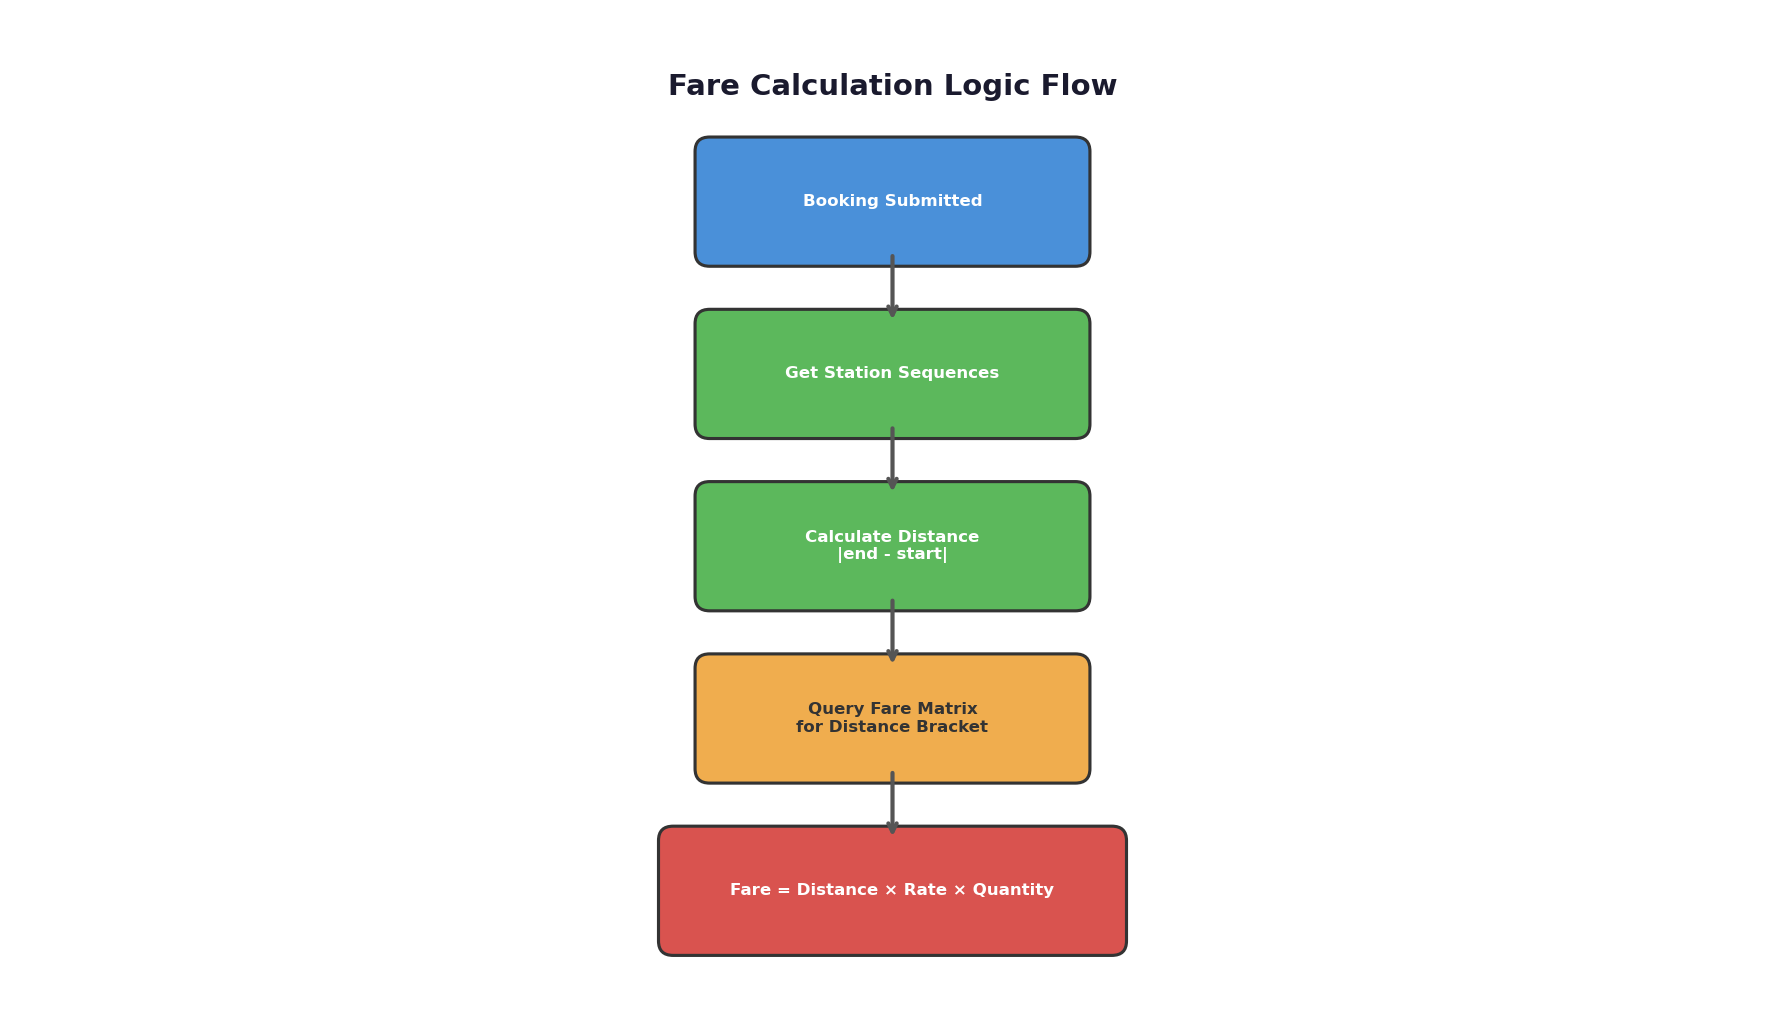 Fare Calculation Logic Flow
Booking Submitted
Get Station Sequences
Calculate Distance
|end - start|
Query Fare Matrix
for Distance Bracket
Fare = Distance × Rate × Quantity